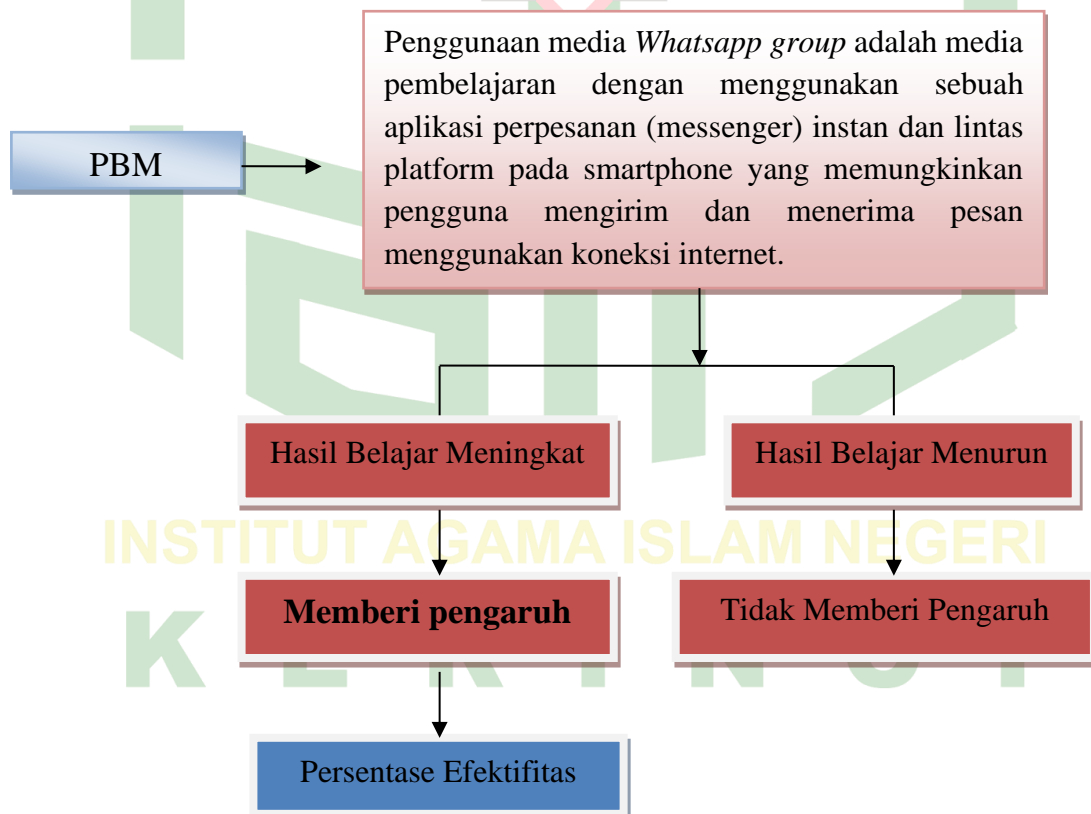 Penggunaan media Whatsapp group adalah media
pembelajaran dengan menggunakan sebuah
aplikasi perpesanan (messenger) instan dan lintas
platform pada smartphone yang memungkinkan
pengguna mengirim dan menerima pesan
menggunakan koneksi internet.
PBM
Hasil Belajar Meningkat
Hasil Belajar Menurun
INSTITUT AGAMA ISLAM NEGERI
Memberi pengaruh
Tidak Memberi Pengaruh
K E R I N C I
Persentase Efektifitas